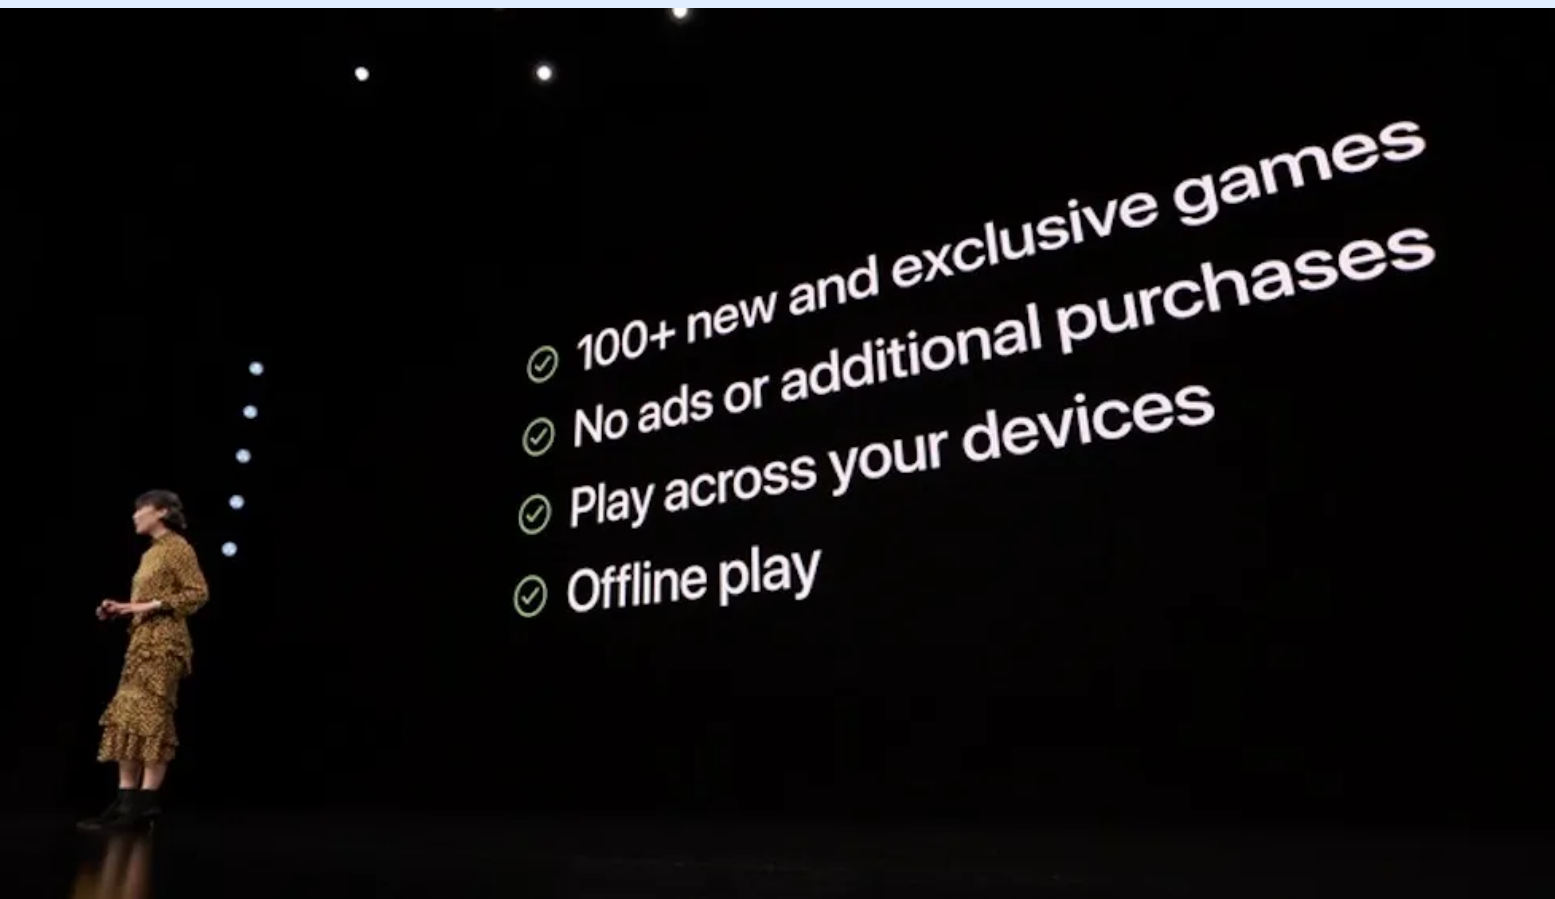 100+ new and exclusive games
No ads or additional purchases
Play across your devices
Offline play